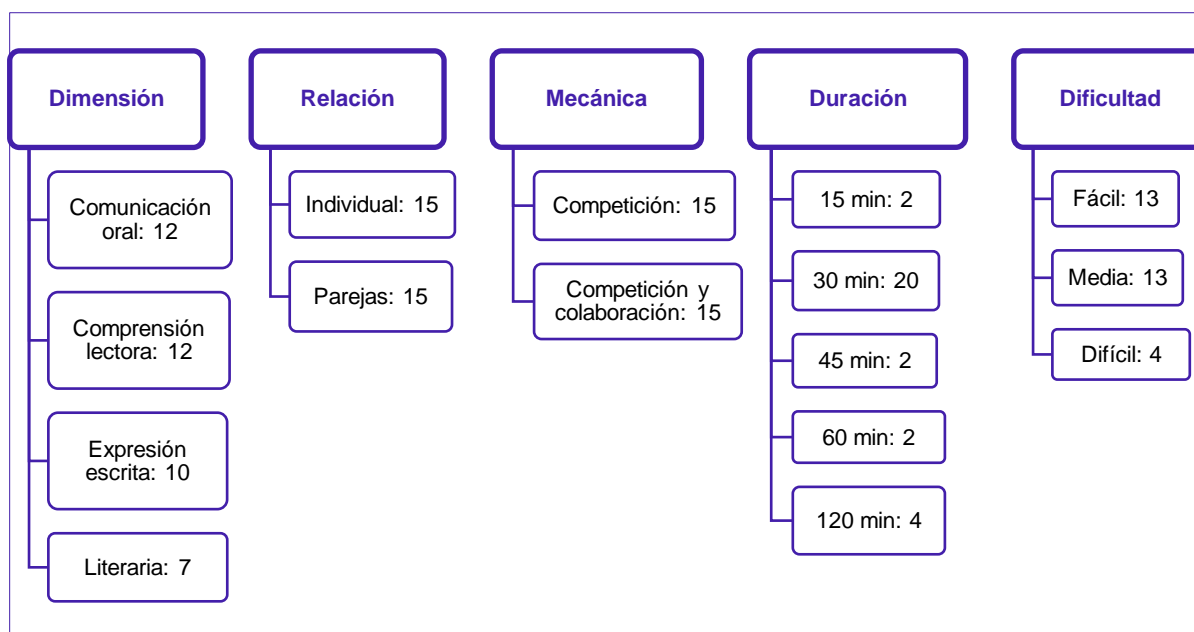 Dimensión
Comunicación
oral: 12
Comprensión
lectora: 12
Expresión
escrita: 10
Literaria: 7
Relación
Individual: 15
Parejas: 15
Mecánica
Competición: 15
Competición y
colaboración: 15
Duración
15 min: 2
30 min: 20
45 min: 2
60 min: 2
120 min: 4
Dificultad
Fácil: 13
Media: 13
Difícil: 4